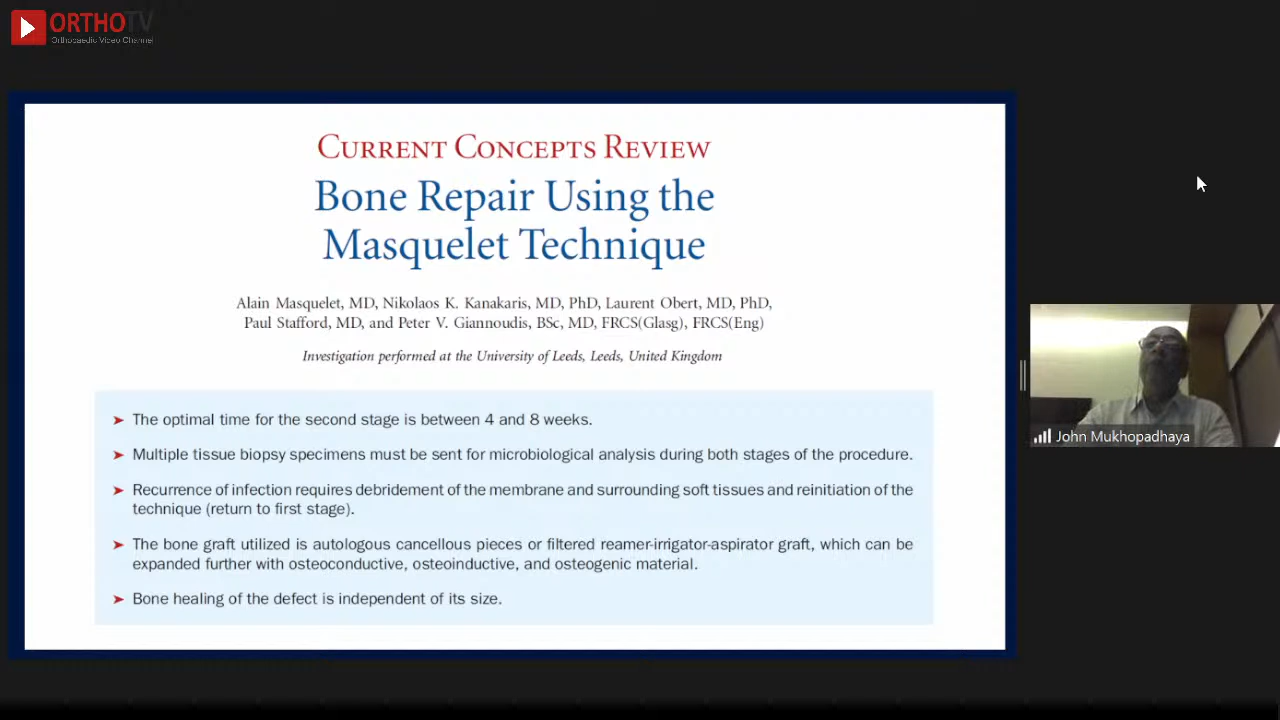 ORTHOTV
Orthopaedic Video Channel
CURRENT CONCEPTS REVIEW
Bone Repair Using the
Masquelet Technique
Alain Masquelet, MD, Nikolaos K. Kanakaris, MD, PhD, Laurent Obert, MD, PhD,
Paul Stafford, MD, and Peter V. Giannoudis, BSc, MD, FRCS(Glasg), FRCS(Eng)
Investigation performed at the University of Leeds, Leeds, United Kingdom
➤ The optimal time for the second stage is between 4 and 8 weeks.
➤ Multiple tissue biopsy specimens must be sent for microbiological analysis during both stages of the procedure.
➤ Recurrence of infection requires debridement of the membrane and surrounding soft tissues and reinitiation of the
technique (return to first stage).
➤ The bone graft utilized is autologous cancellous pieces or filtered reamer-irrigator-aspirator graft, which can be
expanded further with osteoconductive, osteoinductive, and osteogenic material.
➤ Bone healing of the defect is independent of its size.
John Mukhopadhaya